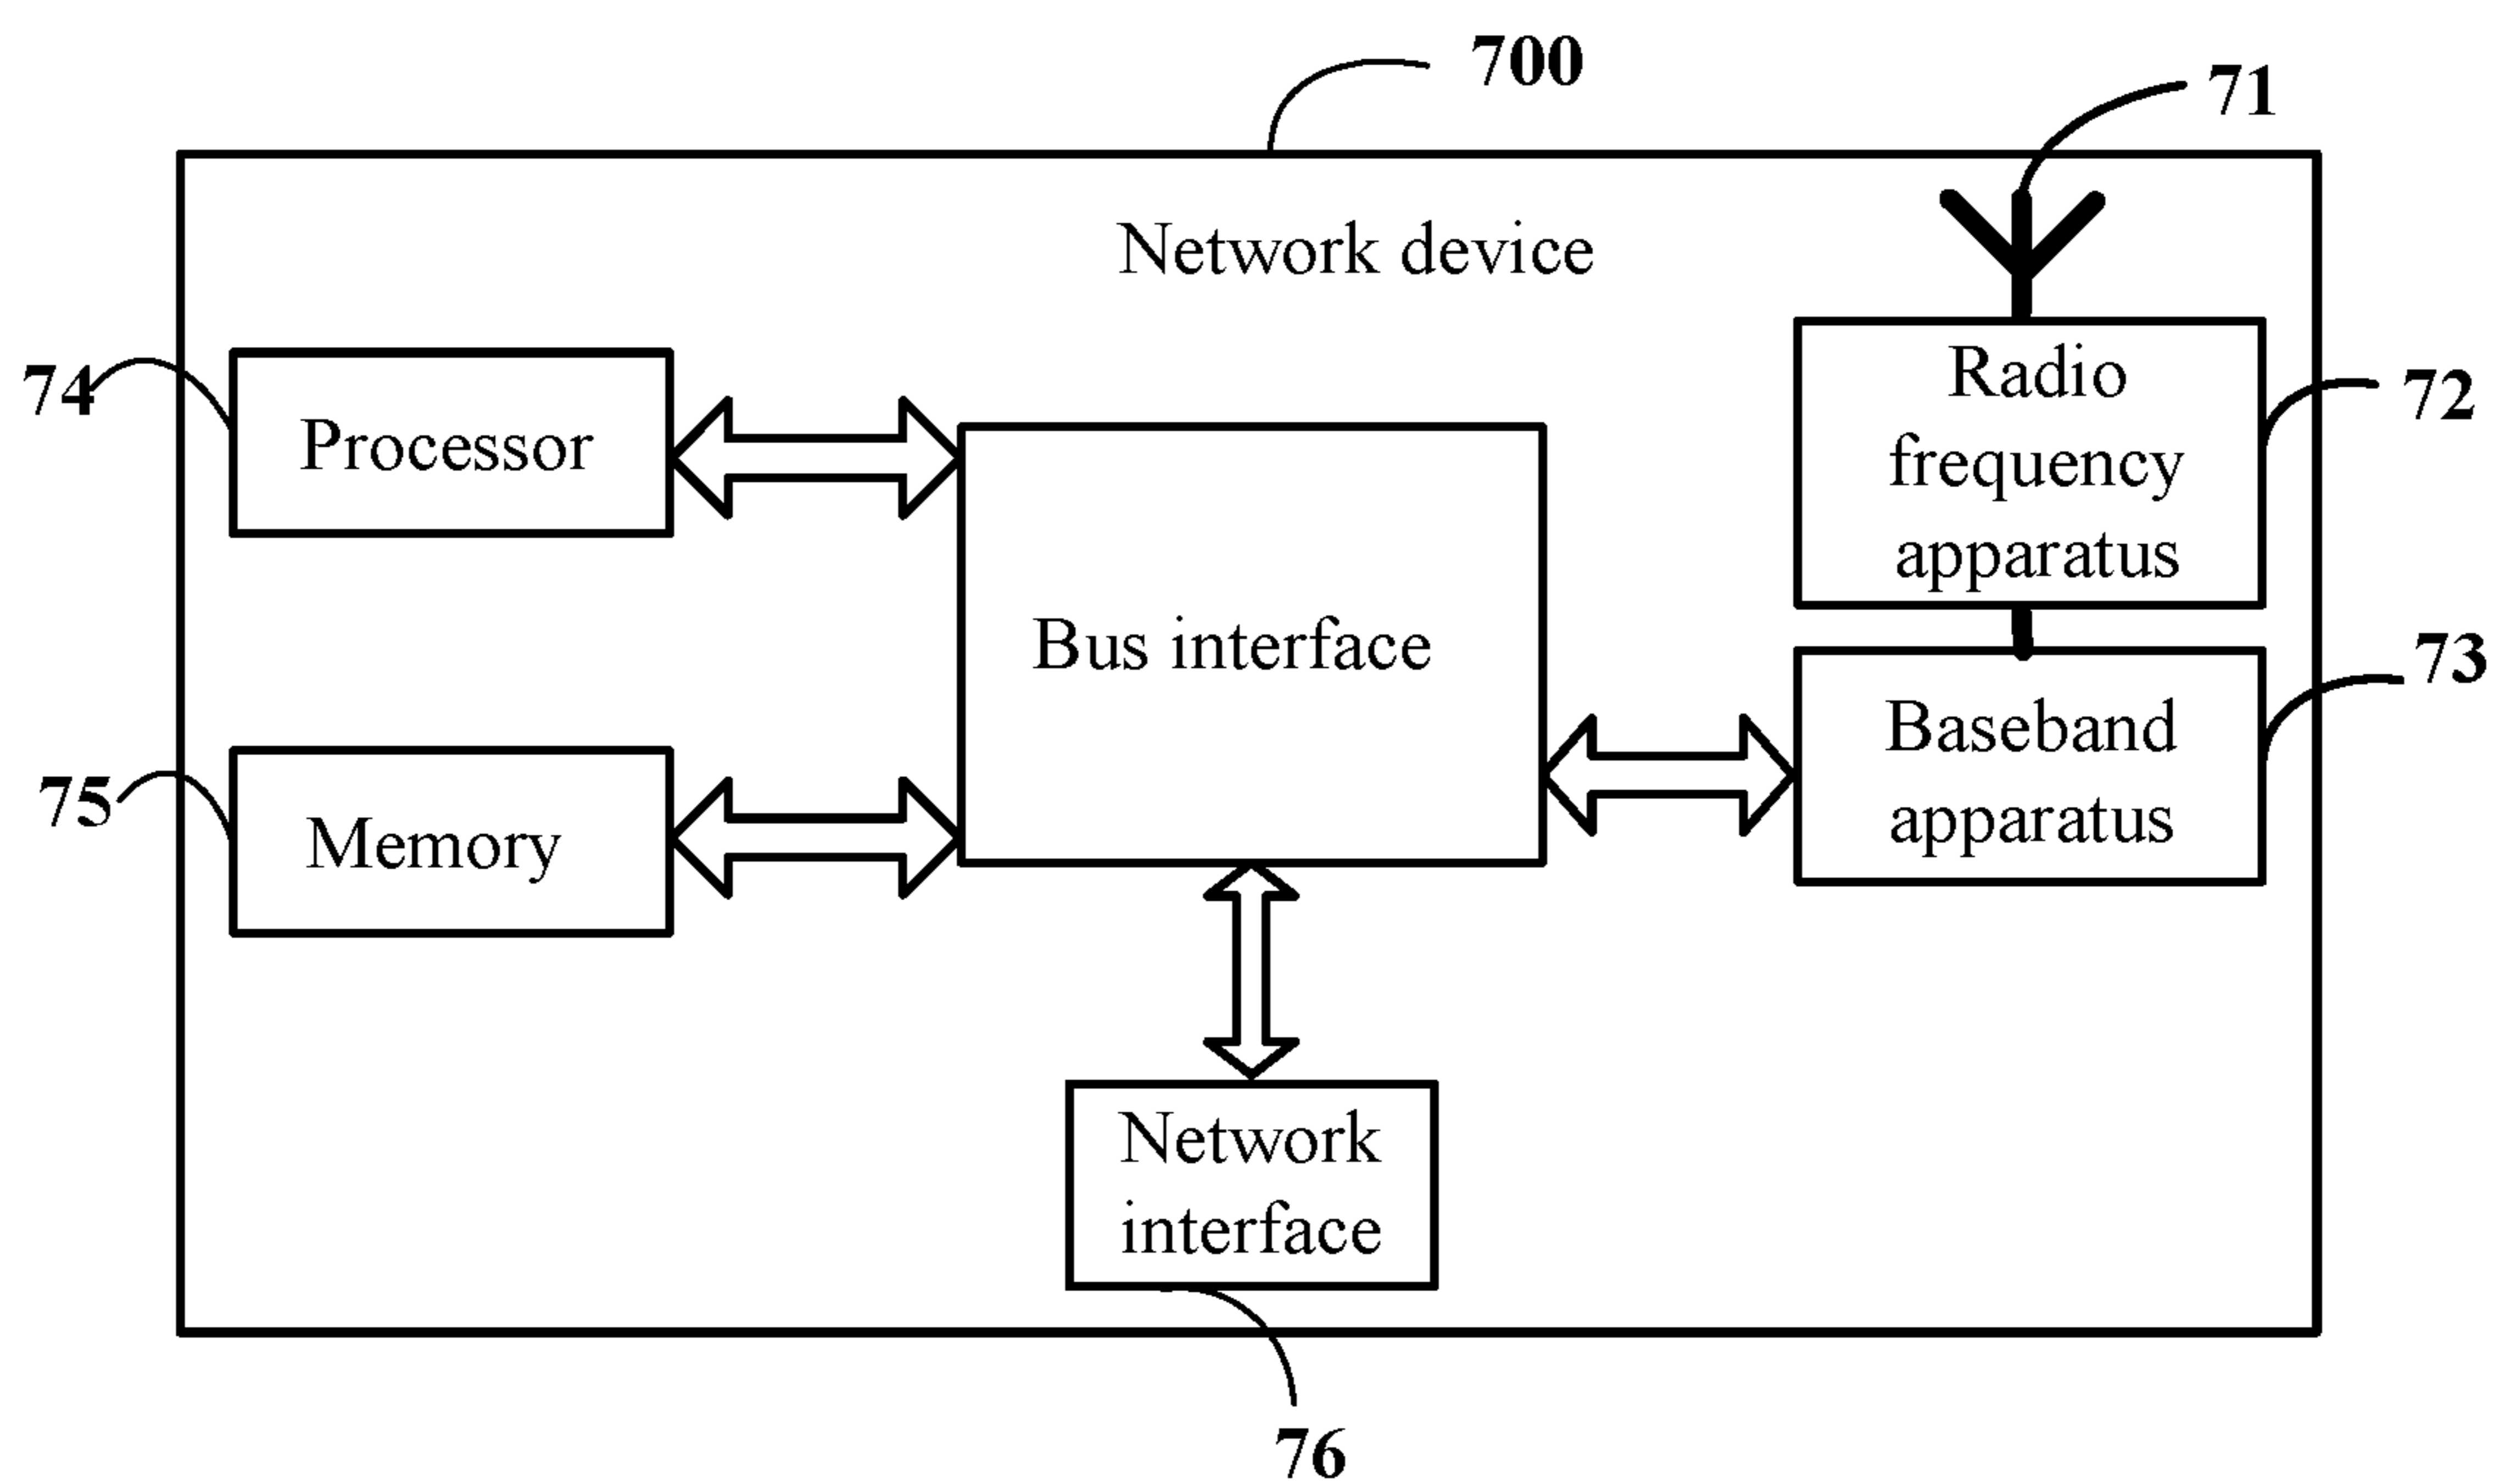 700
71
Network device
74
Processor
Radio
frequency
apparatus
72
Bus interface
73
Baseband
apparatus
75
Memory
Network
interface
76